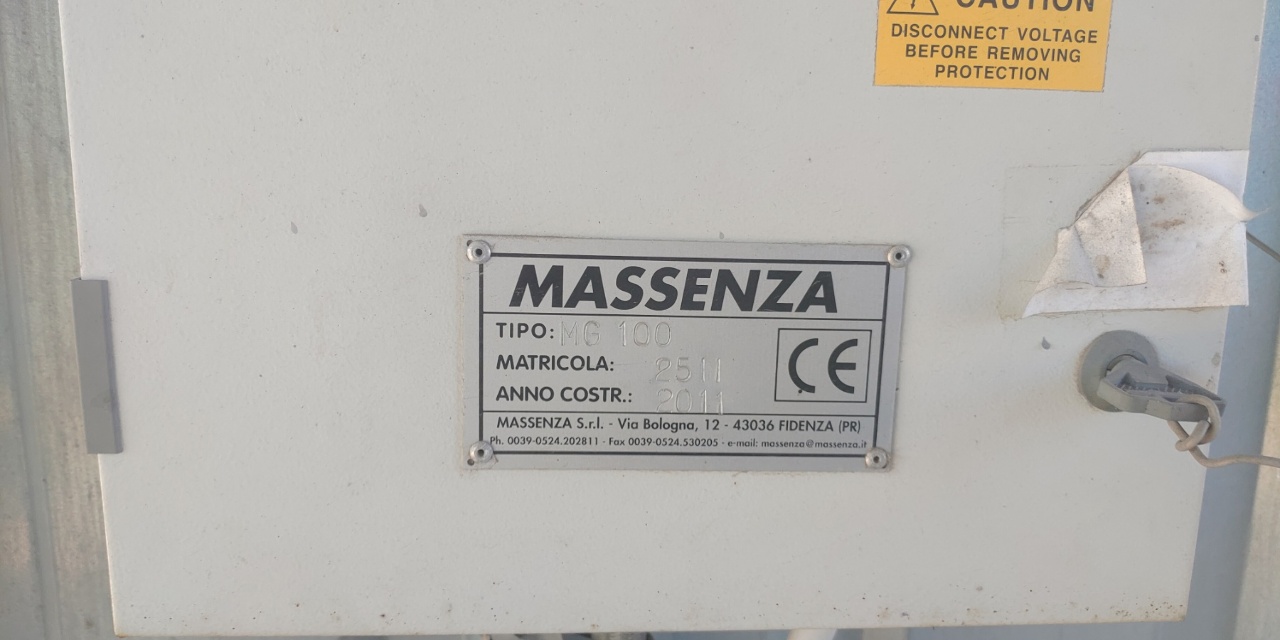 CAUTION
DISCONNECT VOLTAGE
BEFORE REMOVING
PROTECTION
MASSENZA
TIPO: MG 100
MATRICOLA: 2511
ANNO COSTR.: 2011
CE
MASSENZA S.r.l. - Via Bologna, 12 - 43036 FIDENZA (PR)
Ph. 0039-0524.202811 - Fax 0039-0524.530205 - e-mail: massenza@massenza.it